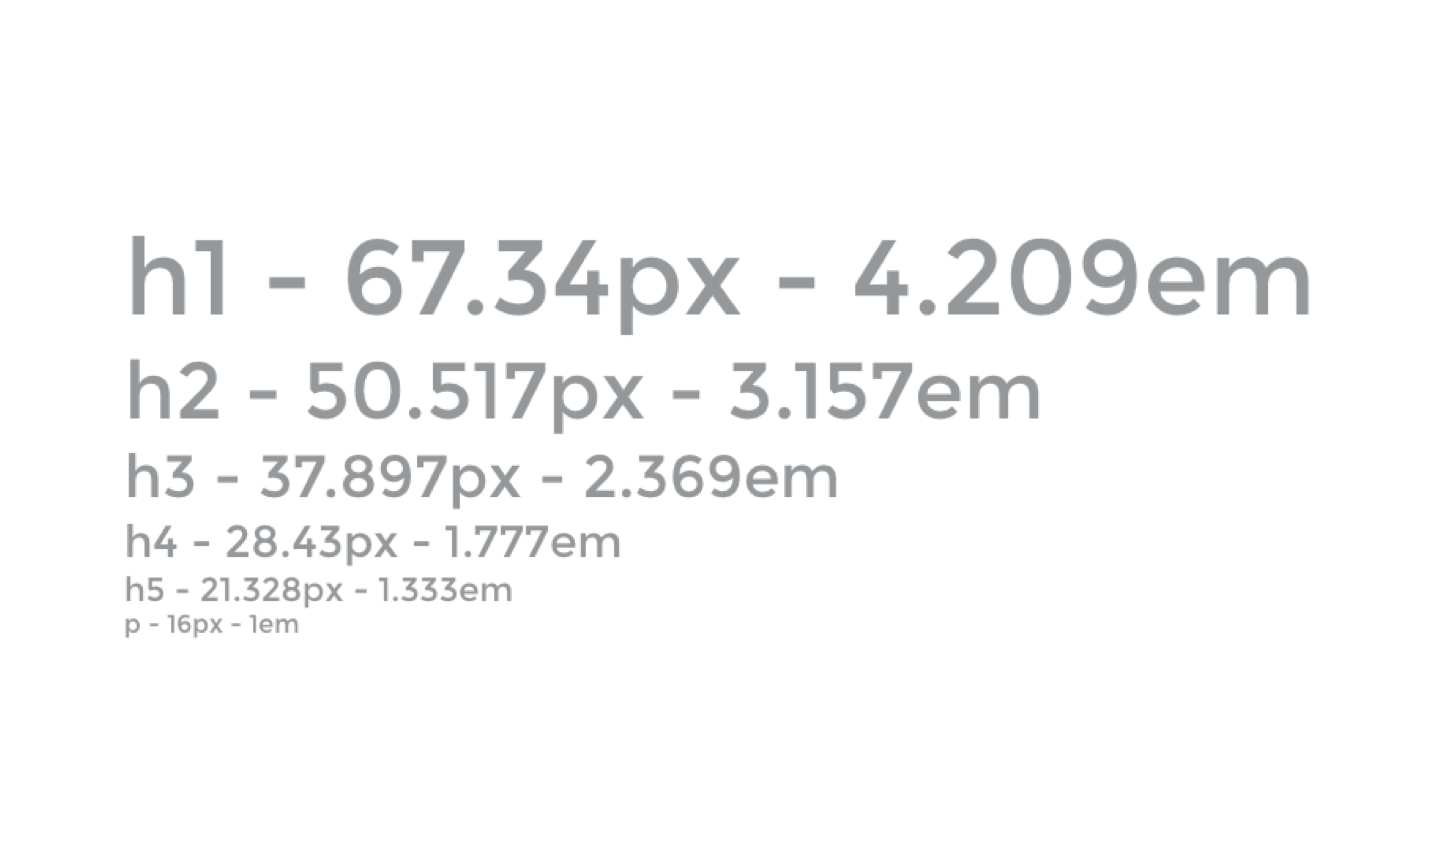 h1 - 67.34px - 4.209em
h2 - 50.517px - 3.157em
h3 - 37.897px - 2.369em
h4 - 28.43px - 1.777em
h5 - 21.328px - 1.333em
p - 16px - 1em